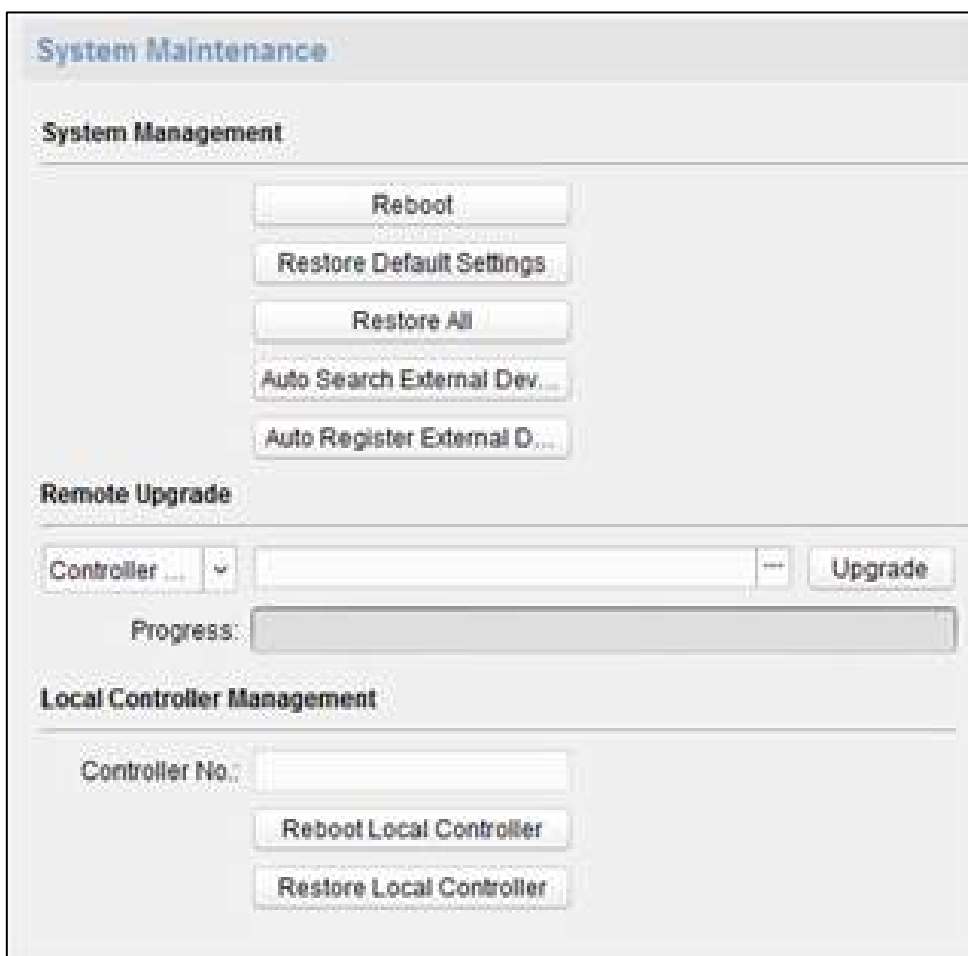 System Maintenance
System Management
Reboot
Restore Default Settings
Restore All
Auto Search External Dev...
Auto Register External D...
Remote Upgrade
Controller ... --- Upgrade
Progress:
Local Controller Management
Controller No.:
Reboot Local Controller
Restore Local Controller